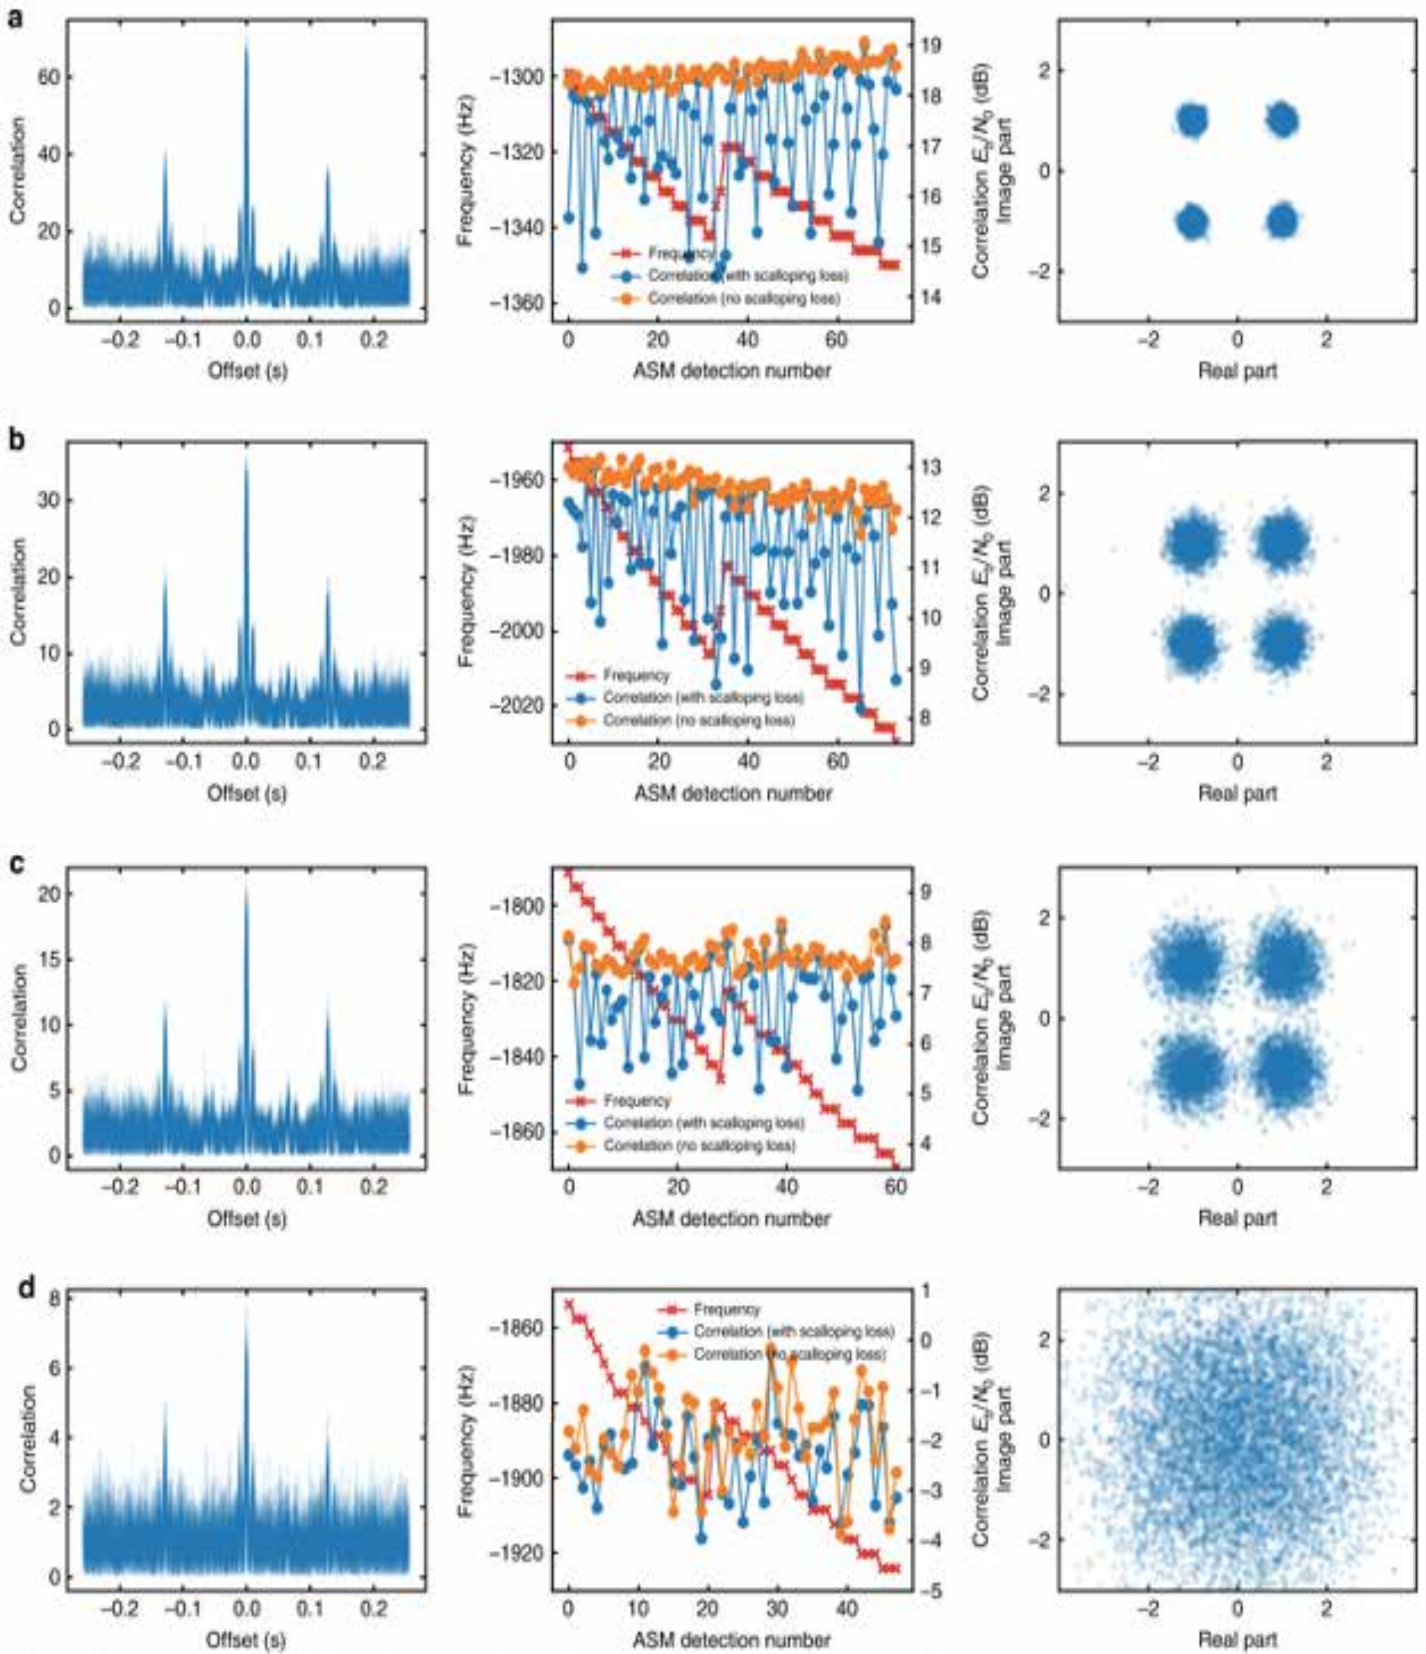 a
Correlation
60
40
20
0
−0.2 −0.1 0.0 0.1 0.2
Offset (s)
Frequency (Hz)
−1300
−1320
−1340
−1360
Frequency
Correlation (with scalloping loss)
Correlation (no scalloping loss)
0 20 40 60
ASM detection number
19
18
17
16
15
14
Correlation Eb/N0 (dB)
Image part
2
0
−2
−2 0 2
Real part
b
Correlation
30
20
10
0
−0.2 −0.1 0.0 0.1 0.2
Offset (s)
Frequency (Hz)
−1960
−1980
−2000
−2020
Frequency
Correlation (with scalloping loss)
Correlation (no scalloping loss)
0 20 40 60
ASM detection number
13
12
11
10
9
8
Correlation Eb/N0 (dB)
Image part
2
0
−2
−2 0 2
Real part
c
Correlation
20
15
10
5
0
−0.2 −0.1 0.0 0.1 0.2
Offset (s)
Frequency (Hz)
−1800
−1820
−1840
−1860
Frequency
Correlation (with scalloping loss)
Correlation (no scalloping loss)
0 20 40 60
ASM detection number
9
8
7
6
5
4
Correlation Eb/N0 (dB)
Image part
2
0
−2
−2 0 2
Real part
d
Correlation
8
6
4
2
0
−0.2 −0.1 0.0 0.1 0.2
Offset (s)
Frequency (Hz)
−1860
−1880
−1900
−1920
Frequency
Correlation (with scalloping loss)
Correlation (no scalloping loss)
0 10 20 30 40
ASM detection number
1
0
−1
−2
−3
−4
−5
Correlation Eb/N0 (dB)
Image part
2
0
−2
−2 0 2
Real part